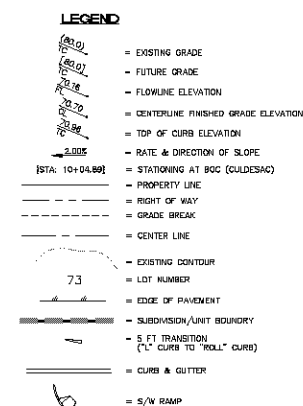 LEGEND
(80.0)
TC = EXISTING GRADE
[80.0]
TC = FUTURE GRADE
70.16
FL = FLOWLINE ELEVATION
70.70
CL = CENTERLINE FINISHED GRADE ELEVATION
70.96
TC = TOP OF CURB ELEVATION
2.00% = RATE & DIRECTION OF SLOPE
[STA: 10+04.69] = STATIONING AT BOC (CULDESAC)
= PROPERTY LINE
= RIGHT OF WAY
= GRADE BREAK
= CENTER LINE
= EXISTING CONTOUR
73 = LOT NUMBER
= EDGE OF PAVEMENT
= SUBDIVISION/UNIT BOUNDRY
= 5 FT TRANSITION
("L" CURB TO "ROLL" CURB)
= CURB & GUTTER
= S/W RAMP